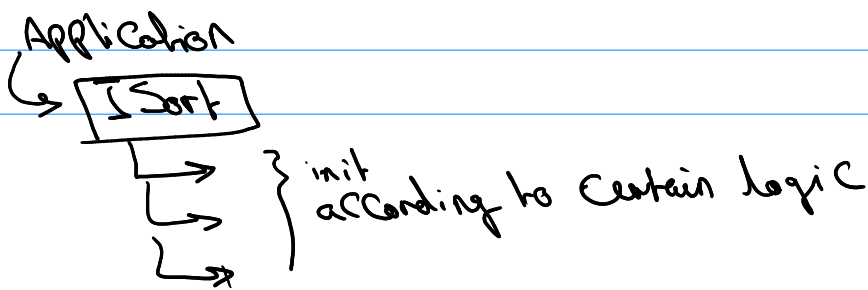 Application
ISort
init
according to certain logic